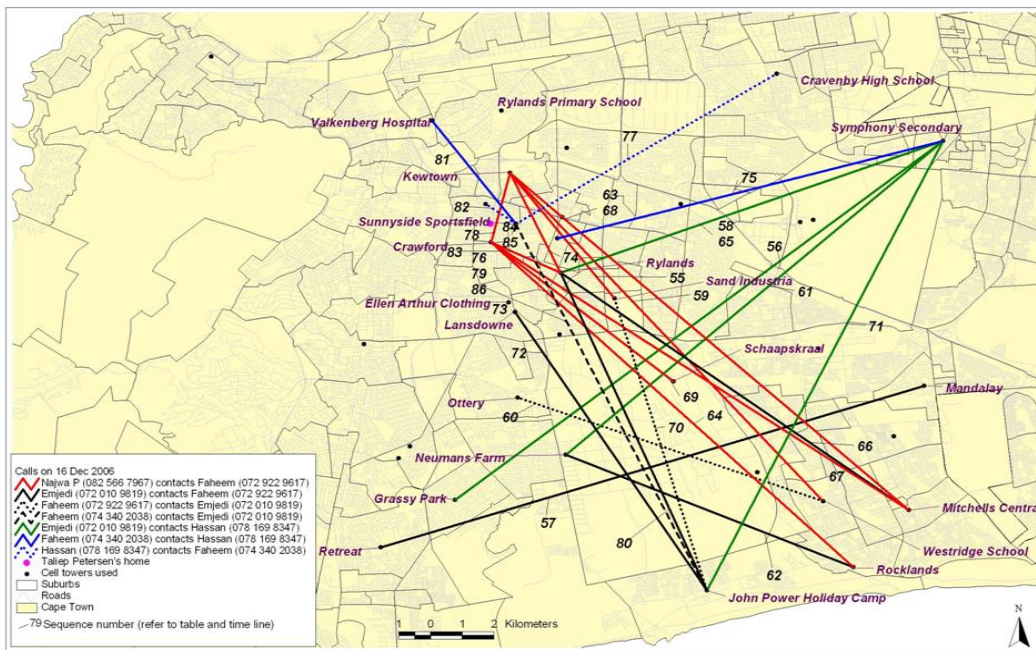 Cravenby High School
Rylands Primary School
Valkenberg Hospital
Symphony Secondary
77
81
Kewtown
75
63
68
82
Sunnyside Sportsfield
84
58
78
85
65
56
Crawford
83
76
74
Rylands
79
55
Sand Industria
86
59
61
Ellen Arthur Clothing
73
Lansdowne
71
72
Schaapskraal
Mandalay
69
Ottery
60
64
70
66
Neumans Farm
67
Grassy Park
Mitchells Centra
57
Retreat
80
Westridge School
62
Rocklands
John Power Holiday Camp
Calls on 16 Dec 2006
Najwa P (082 566 7967) contacts Faheem (072 922 9617)
Emjedi (072 010 9819) contacts Faheem (072 922 9617)
Faheem (072 922 9617) contacts Emjedi (072 010 9819)
Faheem (074 340 2038) contacts Emjedi (072 010 9819)
Emjedi (072 010 9819) contacts Hassan (078 169 8347)
Faheem (074 340 2038) contacts Hassan (078 169 8347)
Hassan (078 169 8347) contacts Faheem (074 340 2038)
Taliep Petersen's home
Cell towers used
Suburbs
Roads
Cape Town
79 Sequence number (refer to table and time line)
1 0 1 2 Kilometers
N